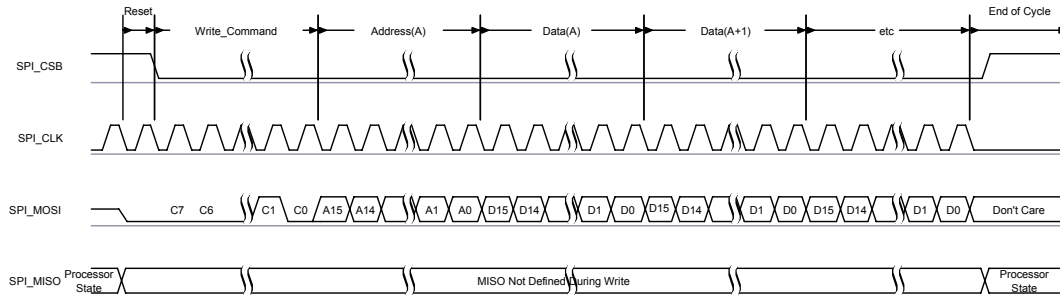 Reset
End of Cycle
Write_Command Address(A) Data(A) Data(A+1) etc
SPI_CSB
SPI_CLK
SPI_MOSI C7 C6 C1 C0 A15 A14 A1 A0 D15 D14 D1 D0 D15 D14 D1 D0 D15 D14 D1 D0 Don't Care
SPI_MISO Processor State MISO Not Defined During Write Processor State